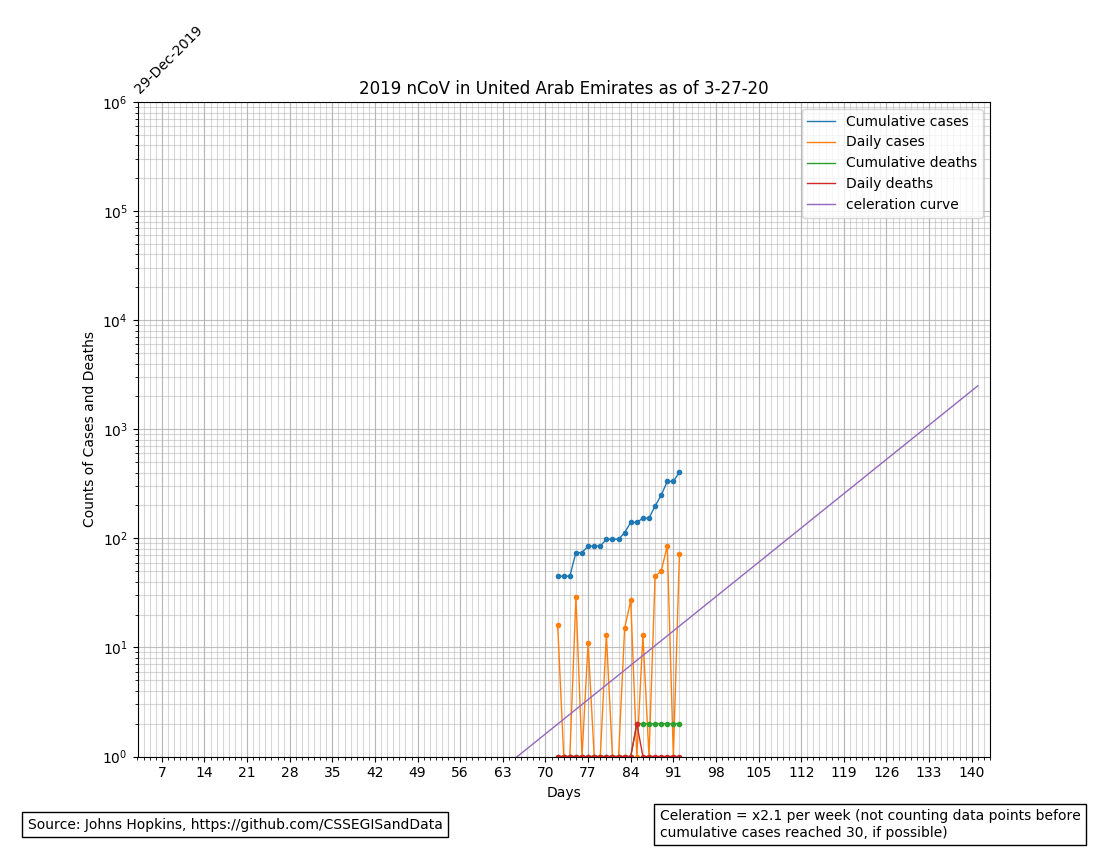 29-Dec-2019
2019 nCoV in United Arab Emirates as of 3-27-20
Cumulative cases
Daily cases
Cumulative deaths
Daily deaths
celeration curve
Counts of Cases and Deaths
10^6
10^5
10^4
10^3
10^2
10^1
10^0
7 14 21 28 35 42 49 56 63 70 77 84 91 98 105 112 119 126 133 140
Days
Source: Johns Hopkins, https://github.com/CSSEGISandData
Celeration = x2.1 per week (not counting data points before
cumulative cases reached 30, if possible)